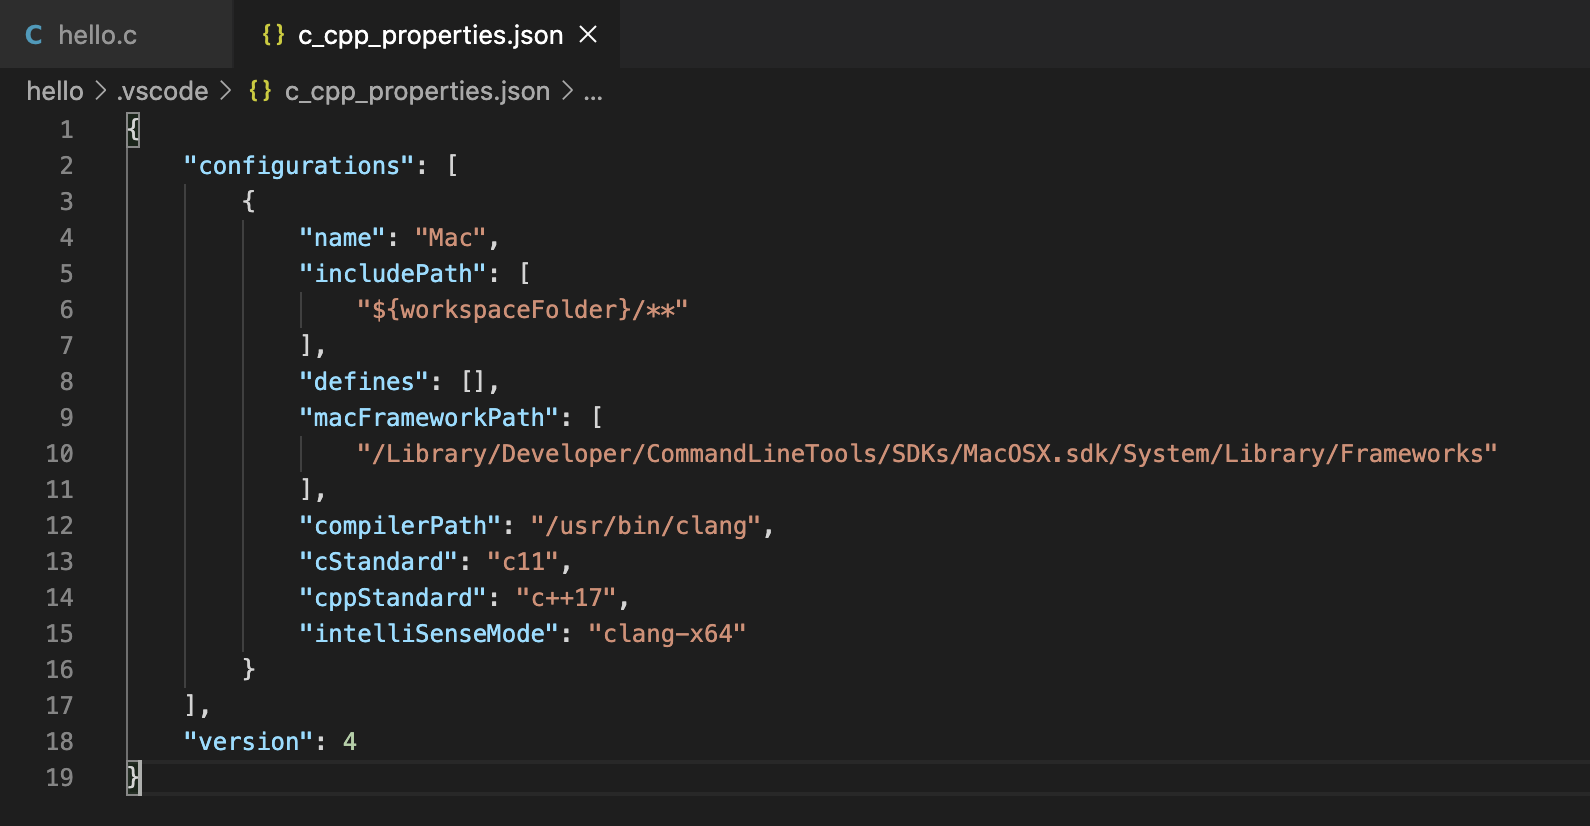 C hello.c {} c_cpp_properties.json ×
hello > .vscode > {} c_cpp_properties.json > ...
1 {
2     "configurations": [
3         {
4             "name": "Mac",
5             "includePath": [
6                 "${workspaceFolder}/**"
7             ],
8             "defines": [],
9             "macFrameworkPath": [
10                 "/Library/Developer/CommandLineTools/SDKs/MacOSX.sdk/System/Library/Frameworks"
11             ],
12             "compilerPath": "/usr/bin/clang",
13             "cStandard": "c11",
14             "cppStandard": "c++17",
15             "intelliSenseMode": "clang-x64"
16         }
17     ],
18     "version": 4
19 }